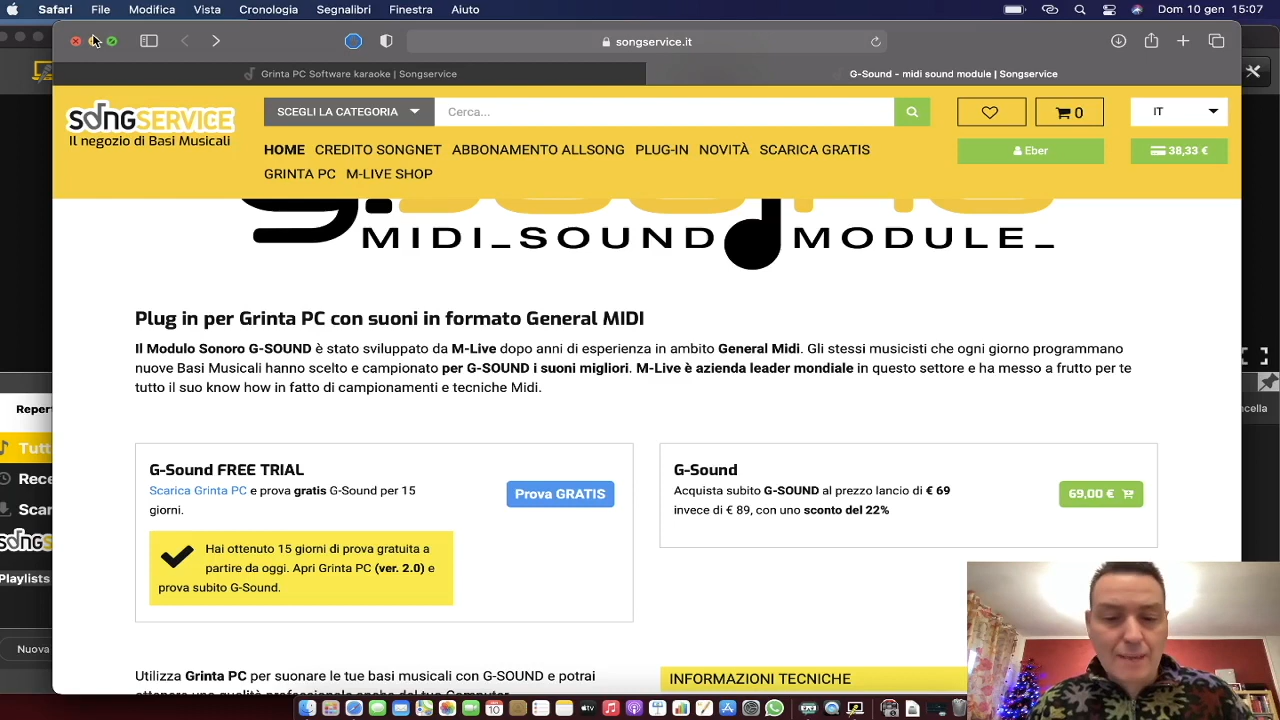 Safari File Modifica Vista Cronologia Segnalibri Finestra Aiuto Dom 10 gen 15:07
songservice.it
Grinta PC Software karaoke | Songservice G-Sound - midi sound module | Songservice
SONGSERVICE
Il negozio di Basi Musicali
SCEGLI LA CATEGORIA Cerca... 0 IT
HOME CREDITO SONGNET ABBONAMENTO ALLSONG PLUG-IN NOVITÀ SCARICA GRATIS
GRINTA PC M-LIVE SHOP
Eber 38,33 €
MIDI_SOUND MODULE_
Plug in per Grinta PC con suoni in formato General MIDI
Il Modulo Sonoro G-SOUND è stato sviluppato da M-Live dopo anni di esperienza in ambito General Midi. Gli stessi musicisti che ogni giorno programmano
nuove Basi Musicali hanno scelto e campionato per G-SOUND i suoni migliori. M-Live è azienda leader mondiale in questo settore e ha messo a frutto per te
tutto il suo know how in fatto di campionamenti e tecniche Midi.
G-Sound FREE TRIAL
Scarica Grinta PC e prova gratis G-Sound per 15
giorni.
Prova GRATIS
Hai ottenuto 15 giorni di prova gratuita a
partire da oggi. Apri Grinta PC (ver. 2.0) e
prova subito G-Sound.
G-Sound
Acquista subito G-SOUND al prezzo lancio di € 69
invece di € 89, con uno sconto del 22%
69,00 €
Utilizza Grinta PC per suonare le tue basi musicali con G-SOUND e potrai
INFORMAZIONI TECNICHE
Repert
Tutt
Rece
Scar
Playlists
Nuova
cella